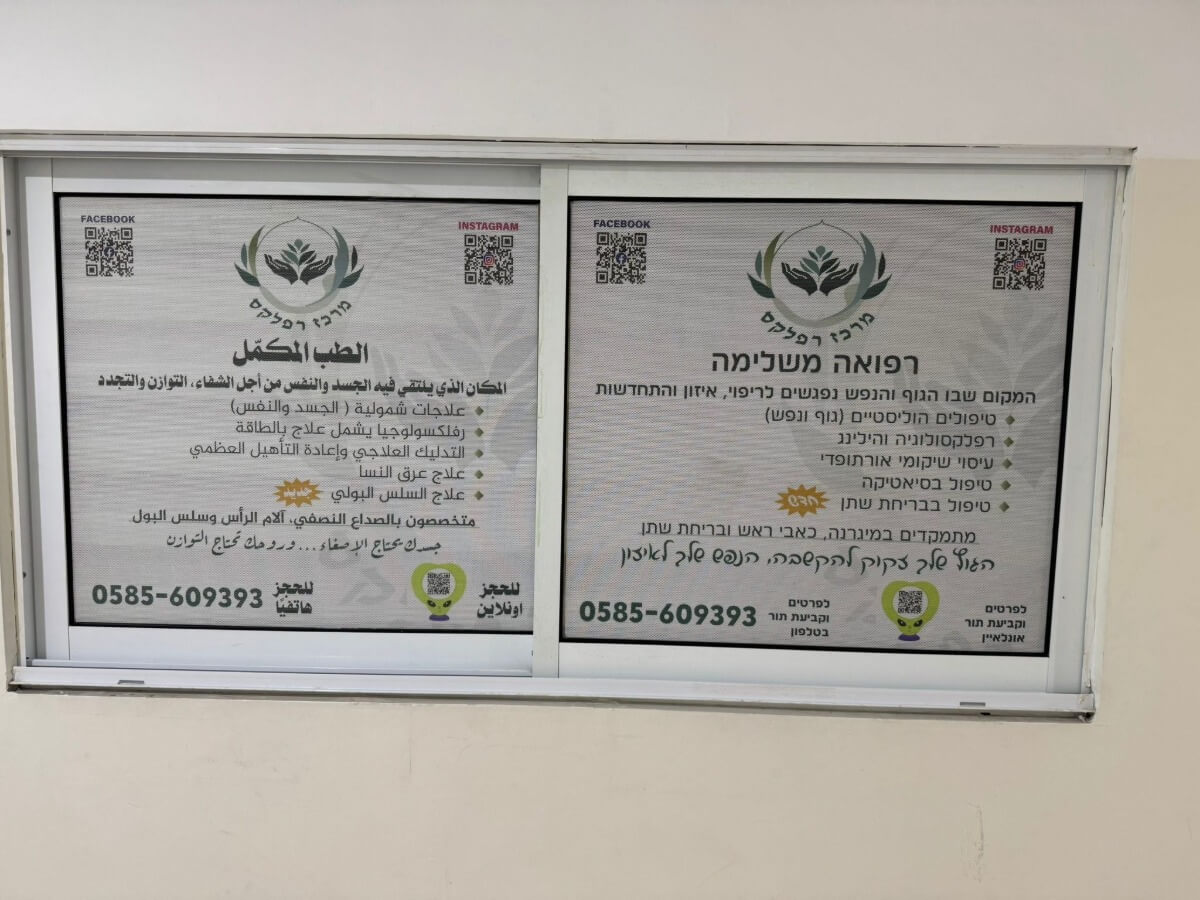 FACEBOOK
INSTAGRAM
מרכז רפלקס
الطب المكمّل
المكان الذي يلتقي فيه الجسد والنفس من أجل الشفاء، التوازن والتجدد
علاجات شمولية ( الجسد والنفس)
رفلكسولوجيا يشمل علاج بالطاقة
التدليك العلاجي وإعادة التأهيل العظمي
علاج عرق النسا
علاج السلس البولي جديد
متخصصون بالصداع النصفي، آلام الرأس وسلس البول
جسدك يحتاج الإصغاء...وروحك تحتاج التوازن
للحجز اونلاين
للحجز هاتفيًا
0585-609393
FACEBOOK
INSTAGRAM
מרכז רפלקס
רפואה משלימה
המקום שבו הגוף והנפש נפגשים לריפוי, איזון והתחדשות
טיפולים הוליסטיים (גוף ונפש)
רפלקסולוגיה והילינג
עיסוי שיקומי אורתופדי
טיפול בסיאטיקה
טיפול בבריחת שתן חדש
מתמקדים במיגרנה, כאבי ראש ובריחת שתן
הגוף שלך זקוק להקשבה, הנפש שלך לאיזון
לפרטים
וקביעת תור
אונלאיין
לפרטים
וקביעת תור
בטלפון
0585-609393